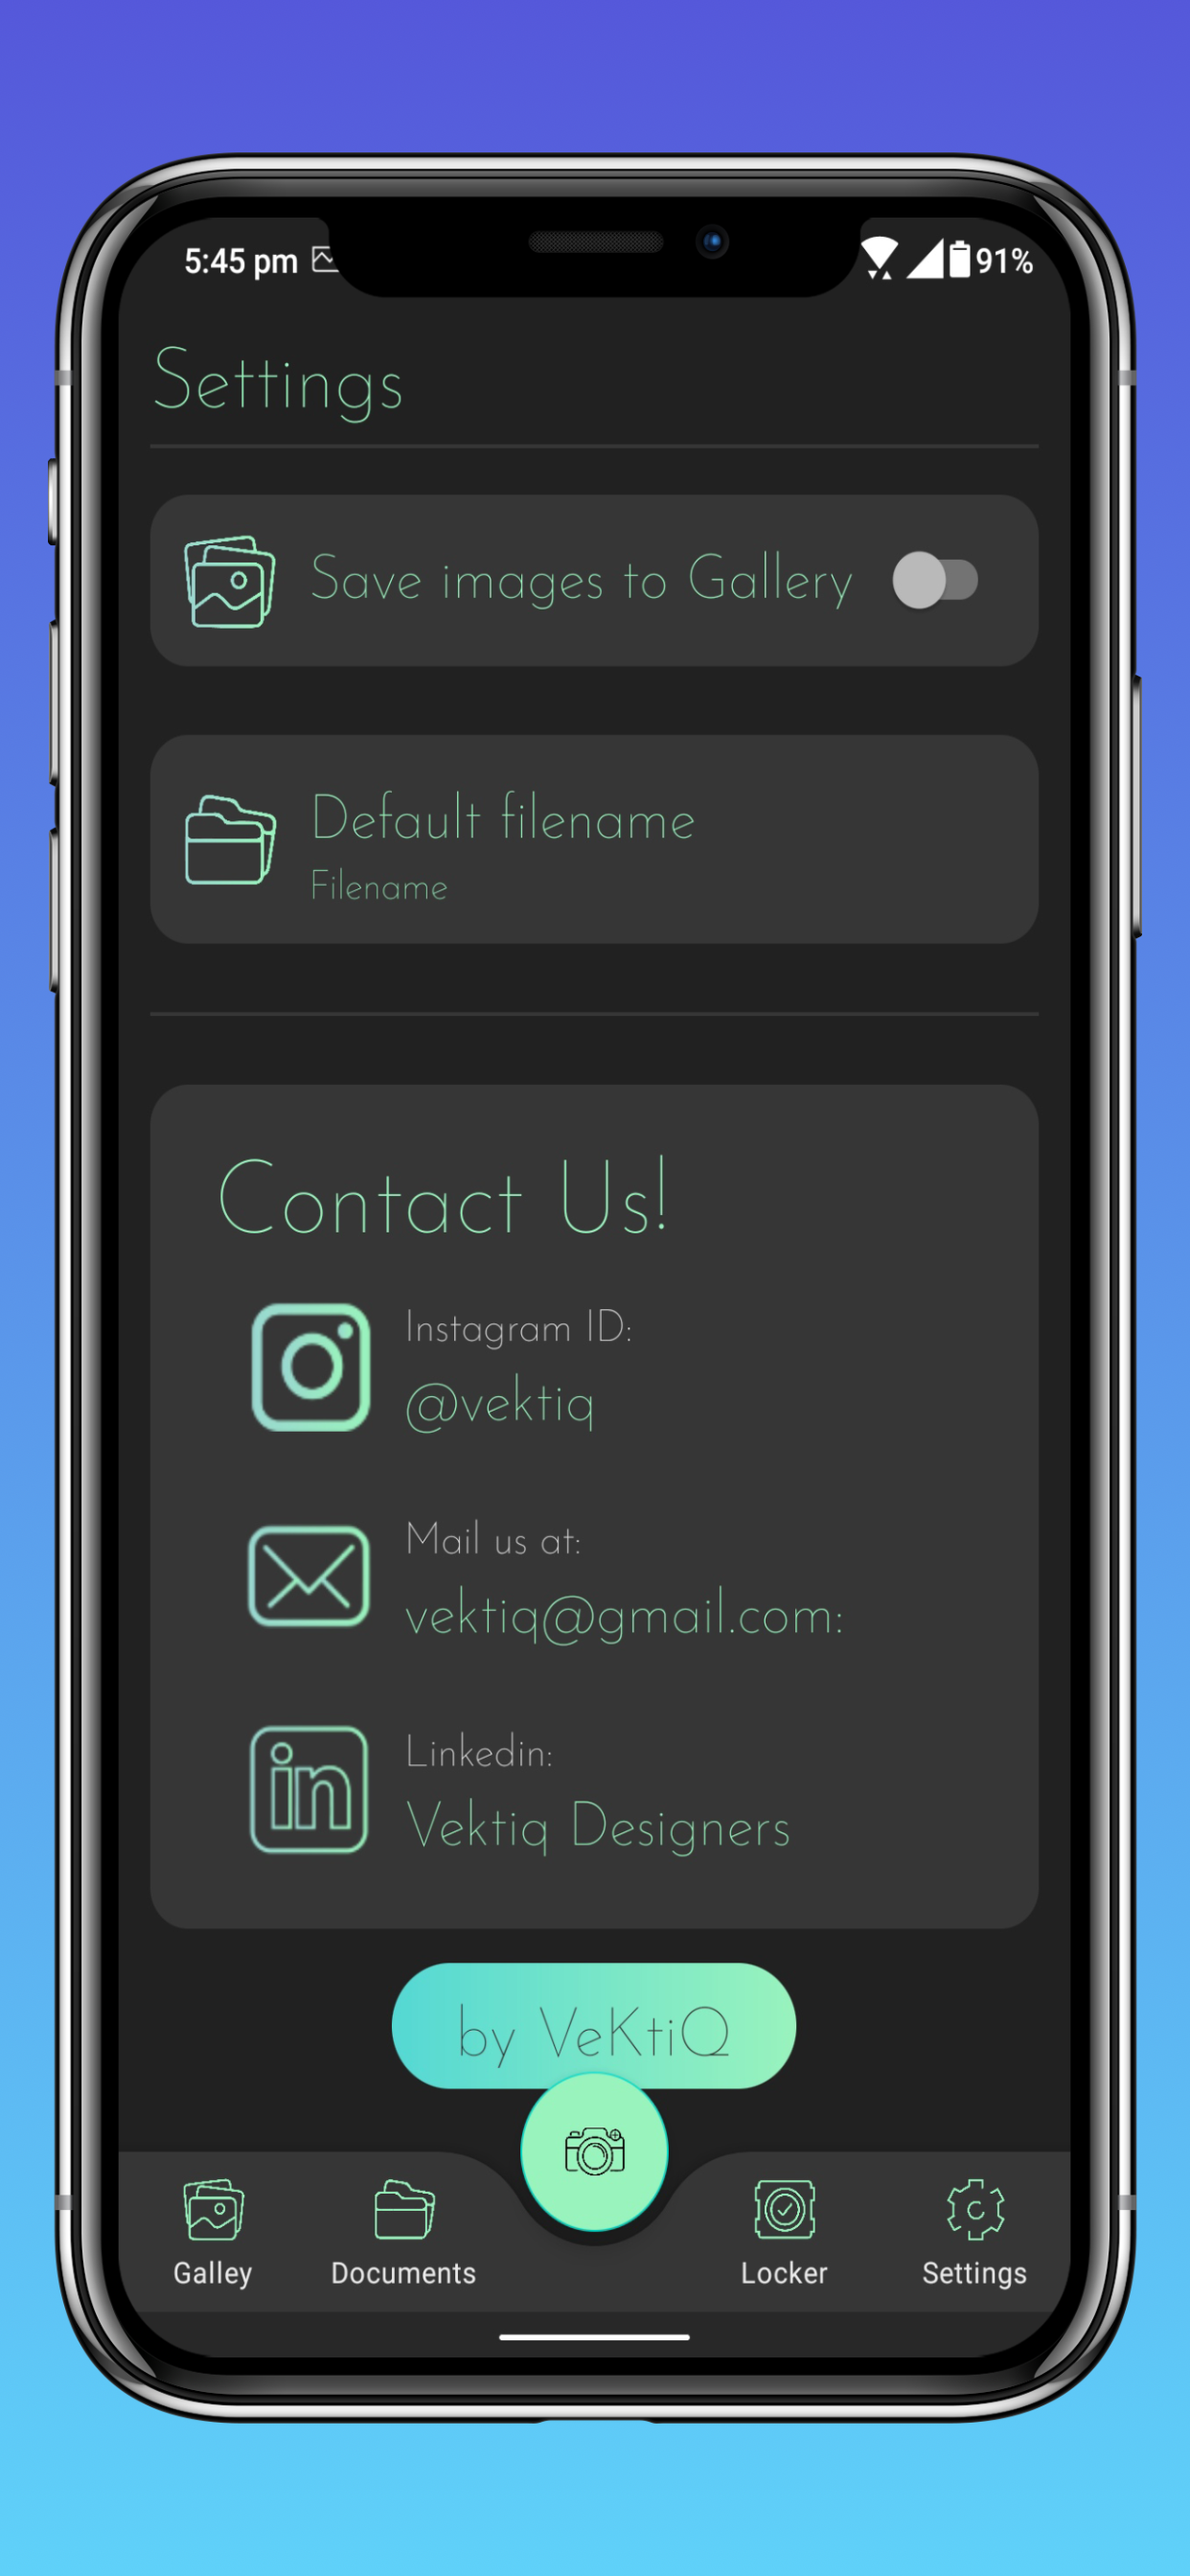 5:45 pm
91%
Settings
Save images to Gallery
Default filename
Filename
Contact Us!
Instagram ID:
@vektiq
Mail us at:
vektiq@gmail.com:
Linkedin:
Vektiq Designers
by VeKtiQ
Galley
Documents
Locker
Settings